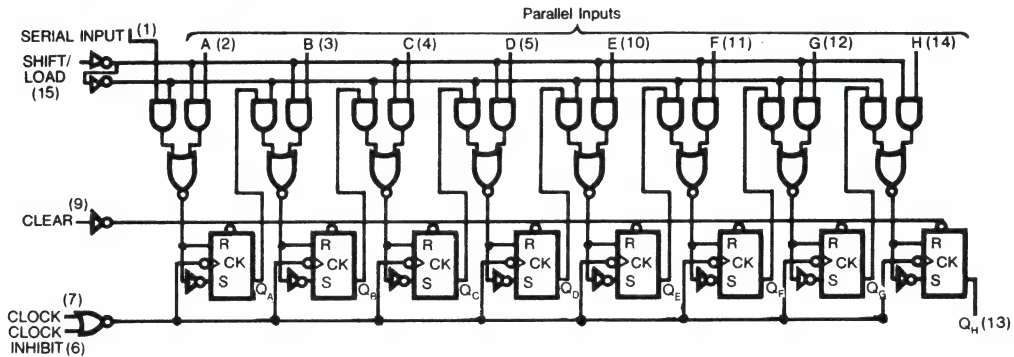 Parallel Inputs
SERIAL INPUT (1)
A (2) B (3) C (4) D (5) E (10) F (11) G (12) H (14)
SHIFT/
LOAD
(15)
(9)
CLEAR
R R R R R R R R
CK CK CK CK CK CK CK CK
S S S S S S S S
QA QB QC QD QE QF QG
(7)
CLOCK
CLOCK
INHIBIT (6)
QH (13)